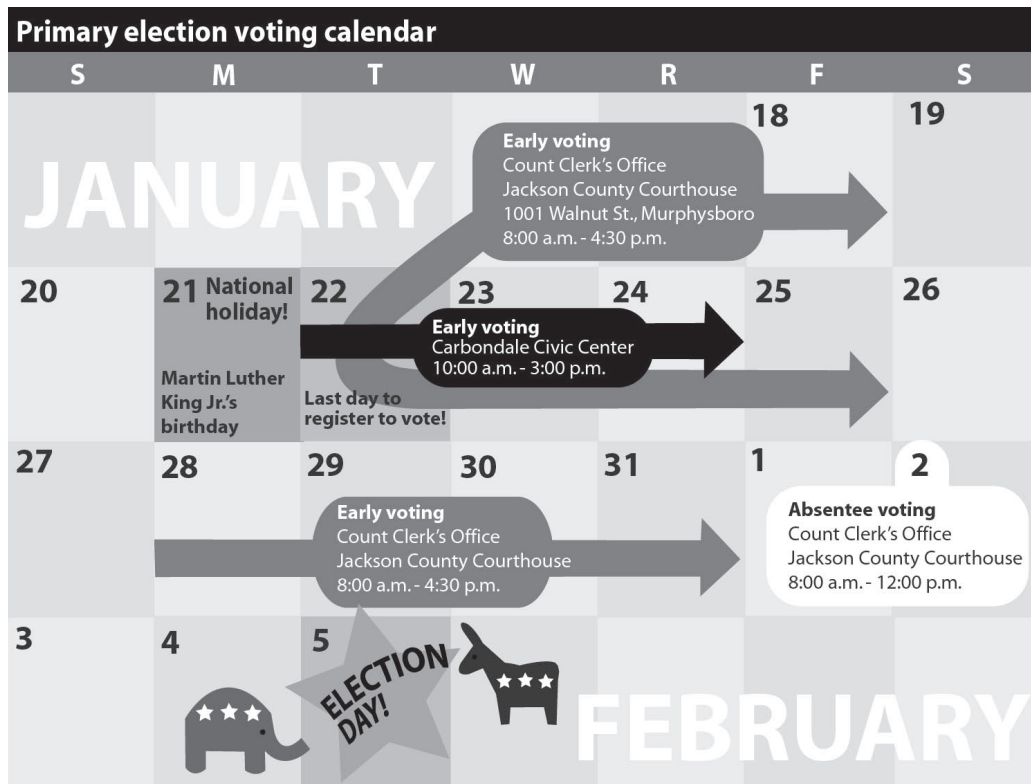 Primary election voting calendar
S M T W R F S
JANUARY
18
19
Early voting
Count Clerk's Office
Jackson County Courthouse
1001 Walnut St., Murphysboro
8:00 a.m. - 4:30 p.m.
20
21 National
holiday!
Martin Luther
King Jr.'s
birthday
22
Last day to
register to vote!
23
24
25
26
Early voting
Carbondale Civic Center
10:00 a.m. - 3:00 p.m.
27
28
29
30
31
1
2
Early voting
Count Clerk's Office
Jackson County Courthouse
8:00 a.m. - 4:30 p.m.
Absentee voting
Count Clerk's Office
Jackson County Courthouse
8:00 a.m. - 12:00 p.m.
3
4
5
ELECTION
DAY!
FEBRUARY